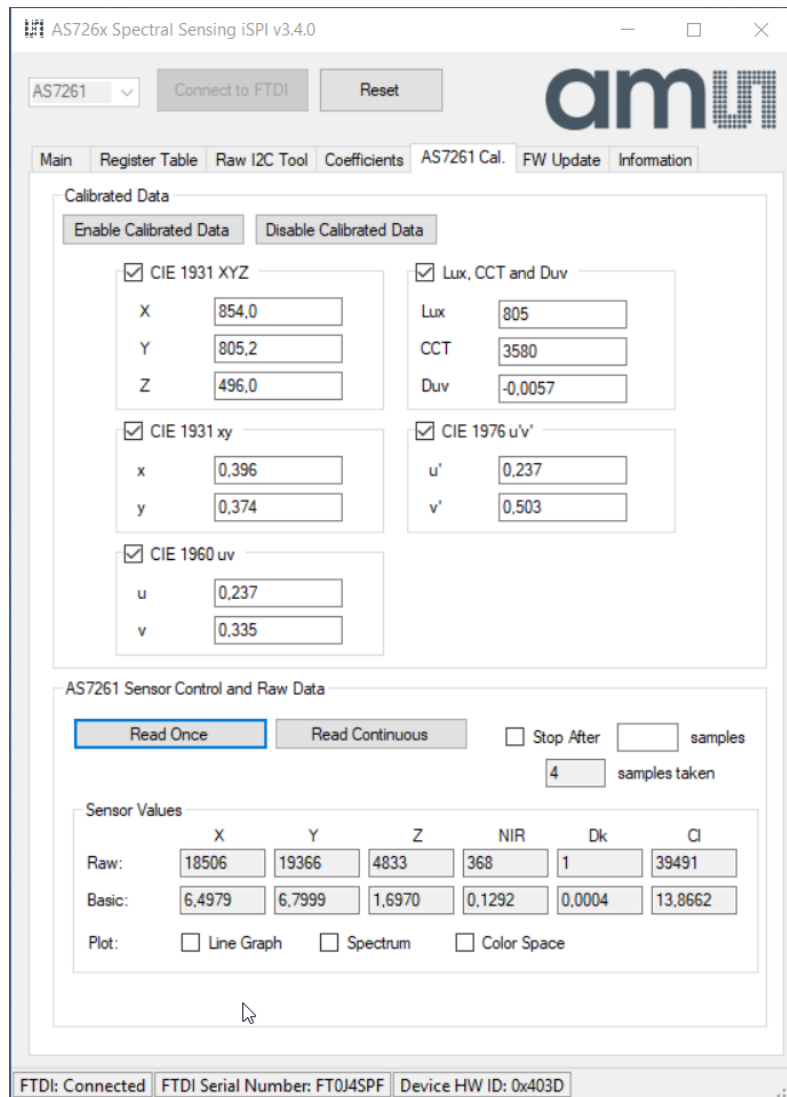 AS726x Spectral Sensing iSPI v3.4.0
AS7261 Connect to FTDI Reset
am
Main Register Table Raw I2C Tool Coefficients AS7261 Cal. FW Update Information
Calibrated Data
Enable Calibrated Data Disable Calibrated Data
CIE 1931 XYZ
X 854,0
Y 805,2
Z 496,0
Lux, CCT and Duv
Lux 805
CCT 3580
Duv -0,0057
CIE 1931 xy
x 0,396
y 0,374
CIE 1976 u'v'
u' 0,237
v' 0,503
CIE 1960 uv
u 0,237
v 0,335
AS7261 Sensor Control and Raw Data
Read Once Read Continuous Stop After samples
4 samples taken
Sensor Values
X Y Z NIR Dk Cl
Raw: 18506 19366 4833 368 1 39491
Basic: 6,4979 6,7999 1,6970 0,1292 0,0004 13,8662
Plot: Line Graph Spectrum Color Space
FTDI: Connected FTDI Serial Number: FT0J4SPF Device HW ID: 0x403D